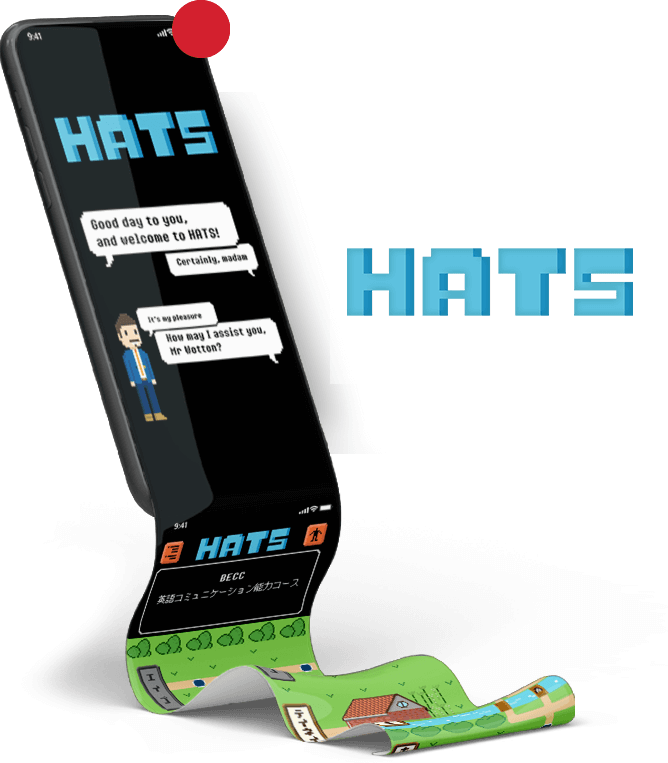 9:41
HATS
Good day to you,
and welcome to HATS!
Certainly, madam
It's my pleasure
How may I assist you,
Mr Wotton?
HATS
9:41
HATS
BECC
英語コミュニケーション能力コース